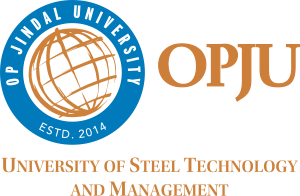 OP JINDAL UNIVERSITY
ESTD. 2014
OPJU
UNIVERSITY OF STEEL TECHNOLOGY
AND MANAGEMENT